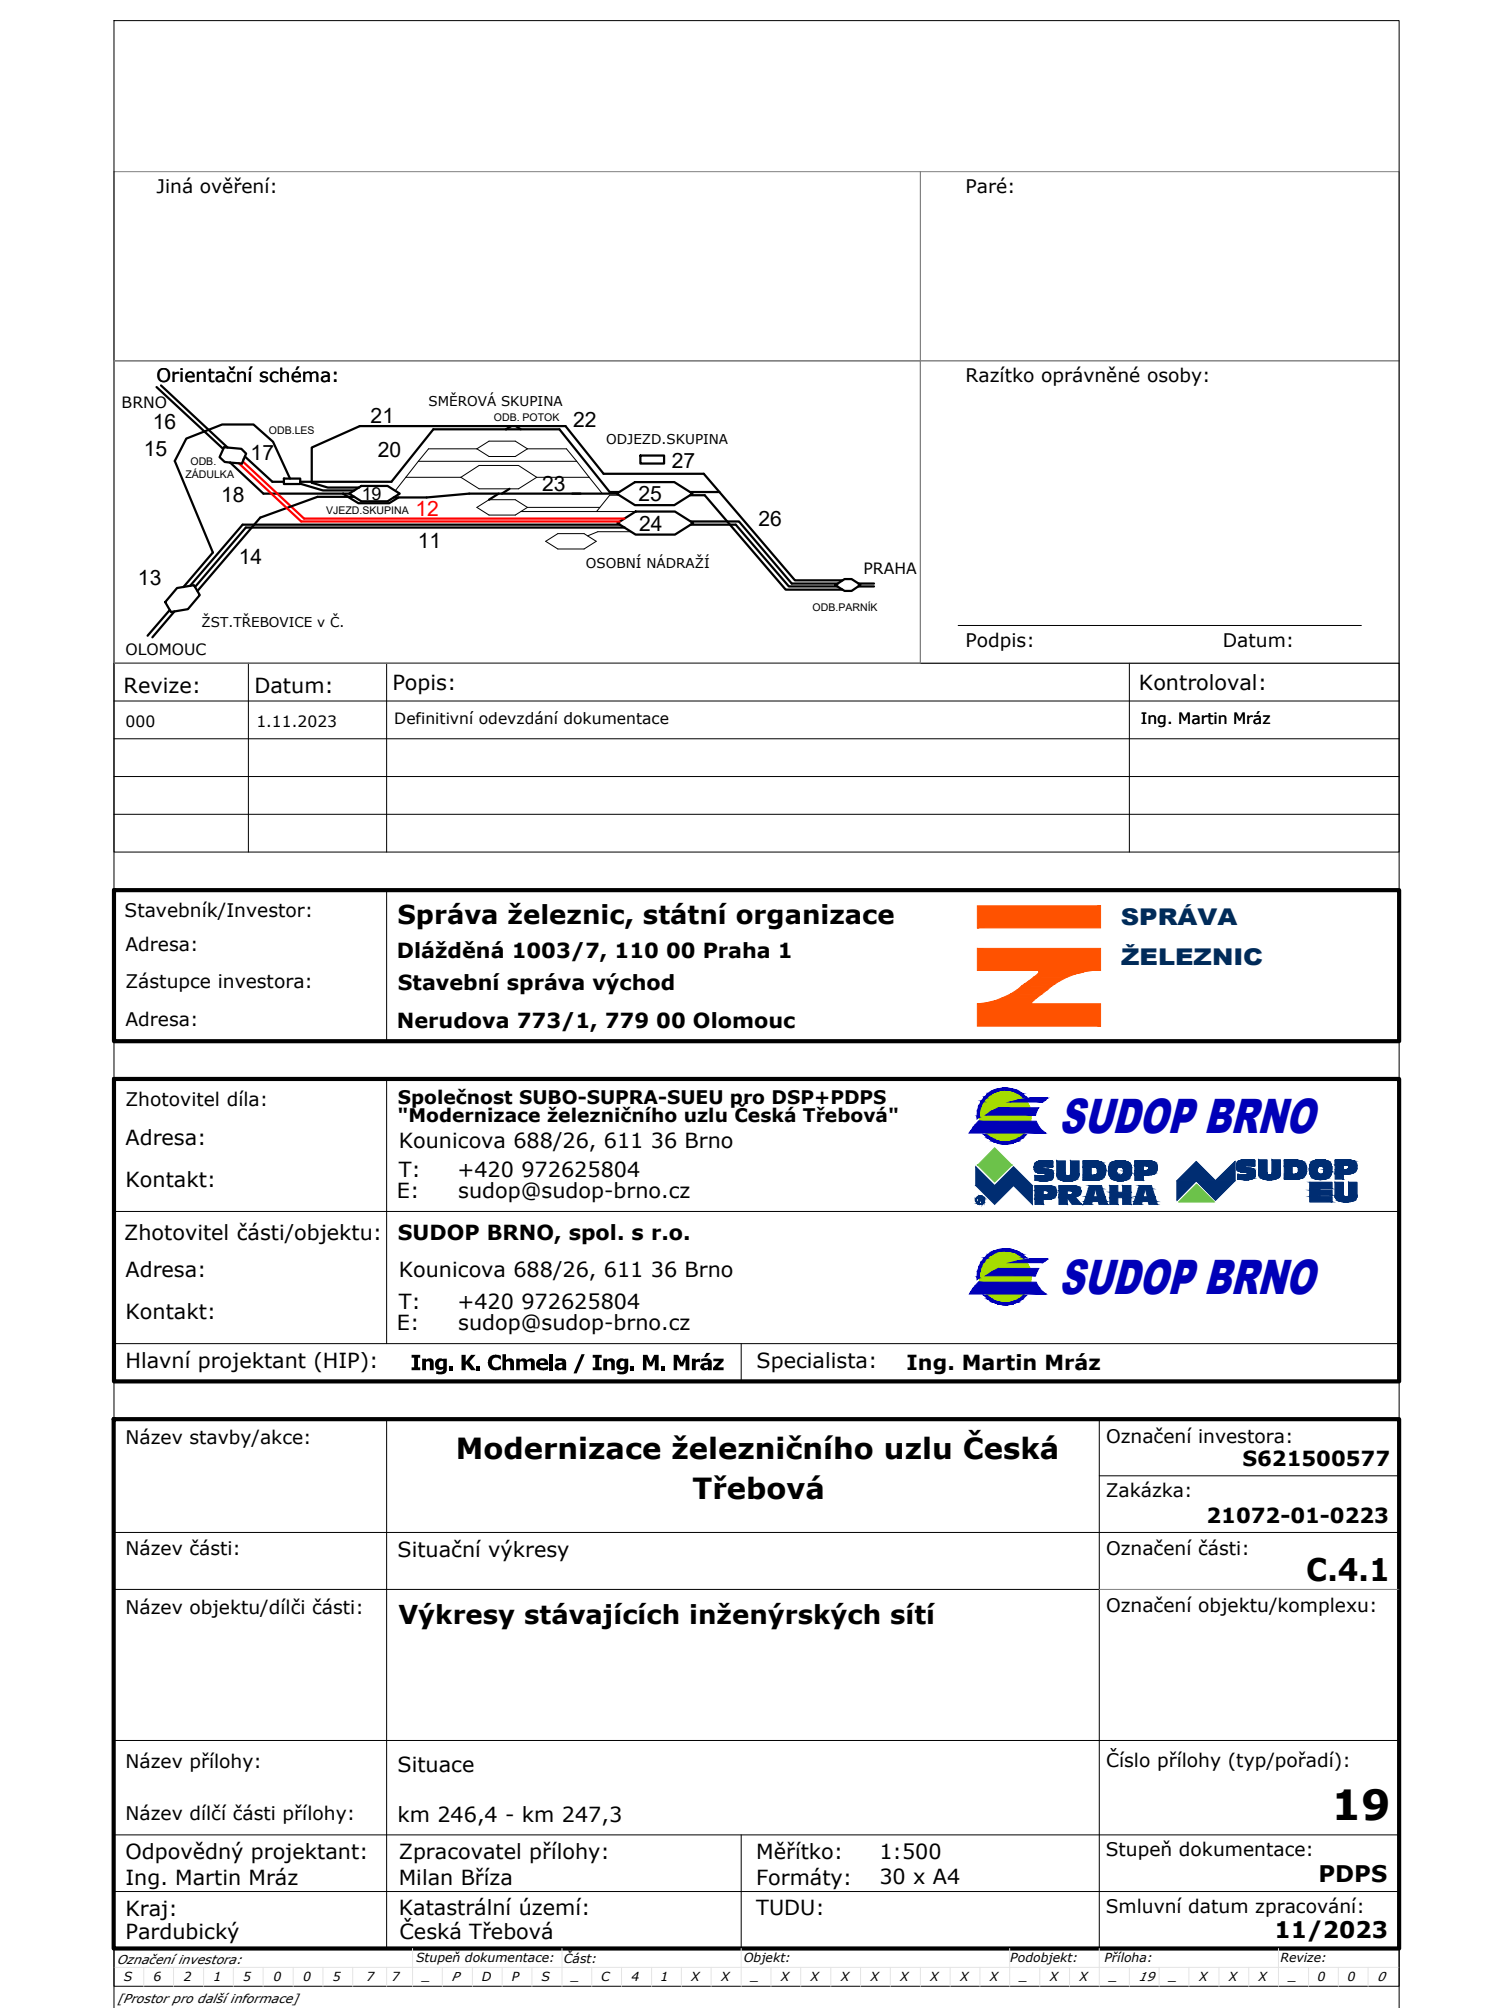 Jiná ověření:
Paré:
Orientační schéma:
Razítko oprávněné osoby:
BRNO
16
15
17
ODB.LES
21
SMĚROVÁ SKUPINA
ODB. POTOK
22
20
ODJEZD.SKUPINA
27
ODB.
ZÁDULKA
18
19
VJEZD.SKUPINA
12
23
25
24
26
11
14
OSOBNÍ NÁDRAŽÍ
13
PRAHA
ODB.PARNÍK
ŽST.TŘEBOVICE v Č.
OLOMOUC
Podpis: Datum:
Revize: Datum: Popis: Kontroloval:
000 1.11.2023 Definitivní odevzdání dokumentace Ing. Martin Mráz
Stavebník/Investor: Správa železnic, státní organizace
Adresa: Dlážděná 1003/7, 110 00 Praha 1
Zástupce investora: Stavební správa východ
Adresa: Nerudova 773/1, 779 00 Olomouc
SPRÁVA
ŽELEZNIC
Zhotovitel díla: Společnost SUBO-SUPRA-SUEU pro DSP+PDPS
"Modernizace železničního uzlu Česká Třebová"
Adresa: Kounicova 688/26, 611 36 Brno
Kontakt: T: +420 972625804
E: sudop@sudop-brno.cz
SUDOP BRNO
SUDOP
PRAHA
SUDOP
EU
Zhotovitel části/objektu: SUDOP BRNO, spol. s r.o.
Adresa: Kounicova 688/26, 611 36 Brno
Kontakt: T: +420 972625804
E: sudop@sudop-brno.cz
SUDOP BRNO
Hlavní projektant (HIP): Ing. K. Chmela / Ing. M. Mráz Specialista: Ing. Martin Mráz
Název stavby/akce: Modernizace železničního uzlu Česká
Třebová
Označení investora:
S621500577
Zakázka:
21072-01-0223
Název části: Situační výkresy
Označení části:
C.4.1
Název objektu/dílči části: Výkresy stávajících inženýrských sítí
Označení objektu/komplexu:
Název přílohy: Situace
Číslo přílohy (typ/pořadí):
19
Název dílčí části přílohy: km 246,4 - km 247,3
Odpovědný projektant: Zpracovatel přílohy: Měřítko: 1:500 Stupeň dokumentace:
Ing. Martin Mráz Milan Bříza Formáty: 30 x A4 PDPS
Kraj: Katastrální území: TUDU: Smluvní datum zpracování:
Pardubický Česká Třebová 11/2023
Označení investora: Stupeň dokumentace: Část: Objekt: Podobjekt: Příloha: Revize:
S 6 2 1 5 0 0 5 7 7 _ P D P S _ C 4 1 X X _ X X X X X X X X _ X X _ 19 _ X X X _ 0 0 0
[Prostor pro další informace]